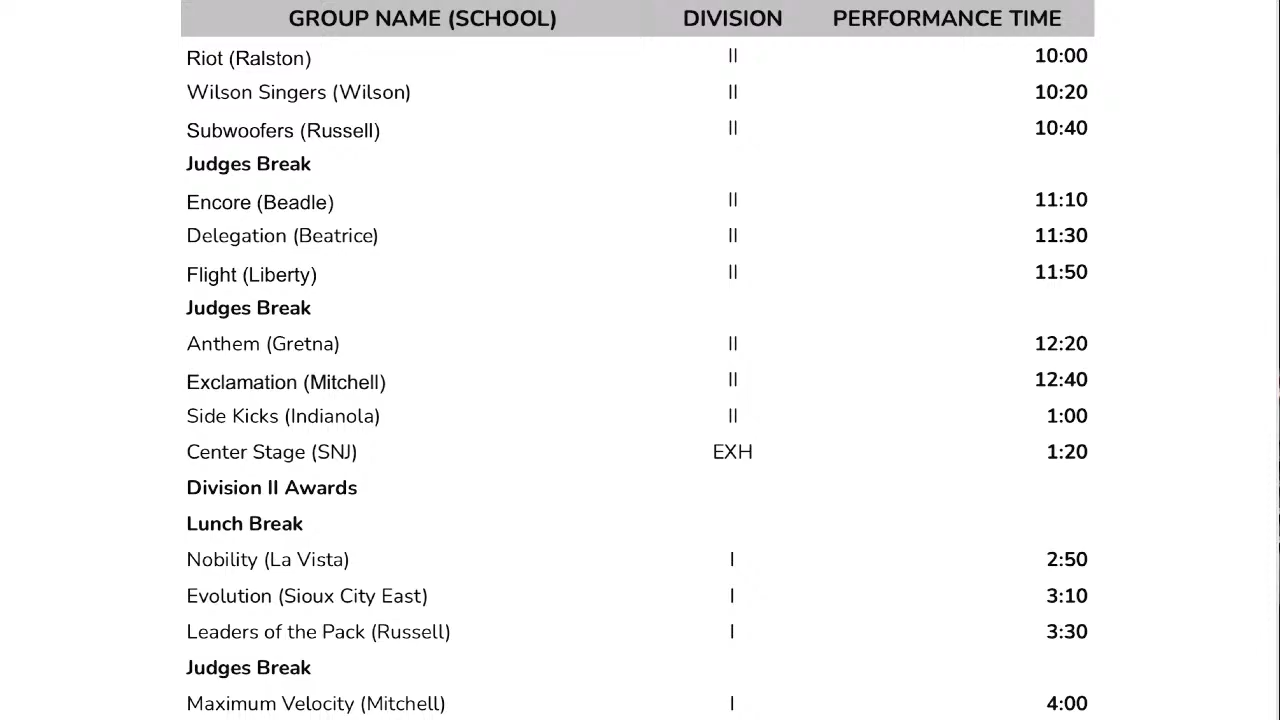 GROUP NAME (SCHOOL) DIVISION PERFORMANCE TIME
Riot (Ralston) II 10:00
Wilson Singers (Wilson) II 10:20
Subwoofers (Russell) II 10:40
Judges Break
Encore (Beadle) II 11:10
Delegation (Beatrice) II 11:30
Flight (Liberty) II 11:50
Judges Break
Anthem (Gretna) II 12:20
Exclamation (Mitchell) II 12:40
Side Kicks (Indianola) II 1:00
Center Stage (SNJ) EXH 1:20
Division II Awards
Lunch Break
Nobility (La Vista) I 2:50
Evolution (Sioux City East) I 3:10
Leaders of the Pack (Russell) I 3:30
Judges Break
Maximum Velocity (Mitchell) I 4:00